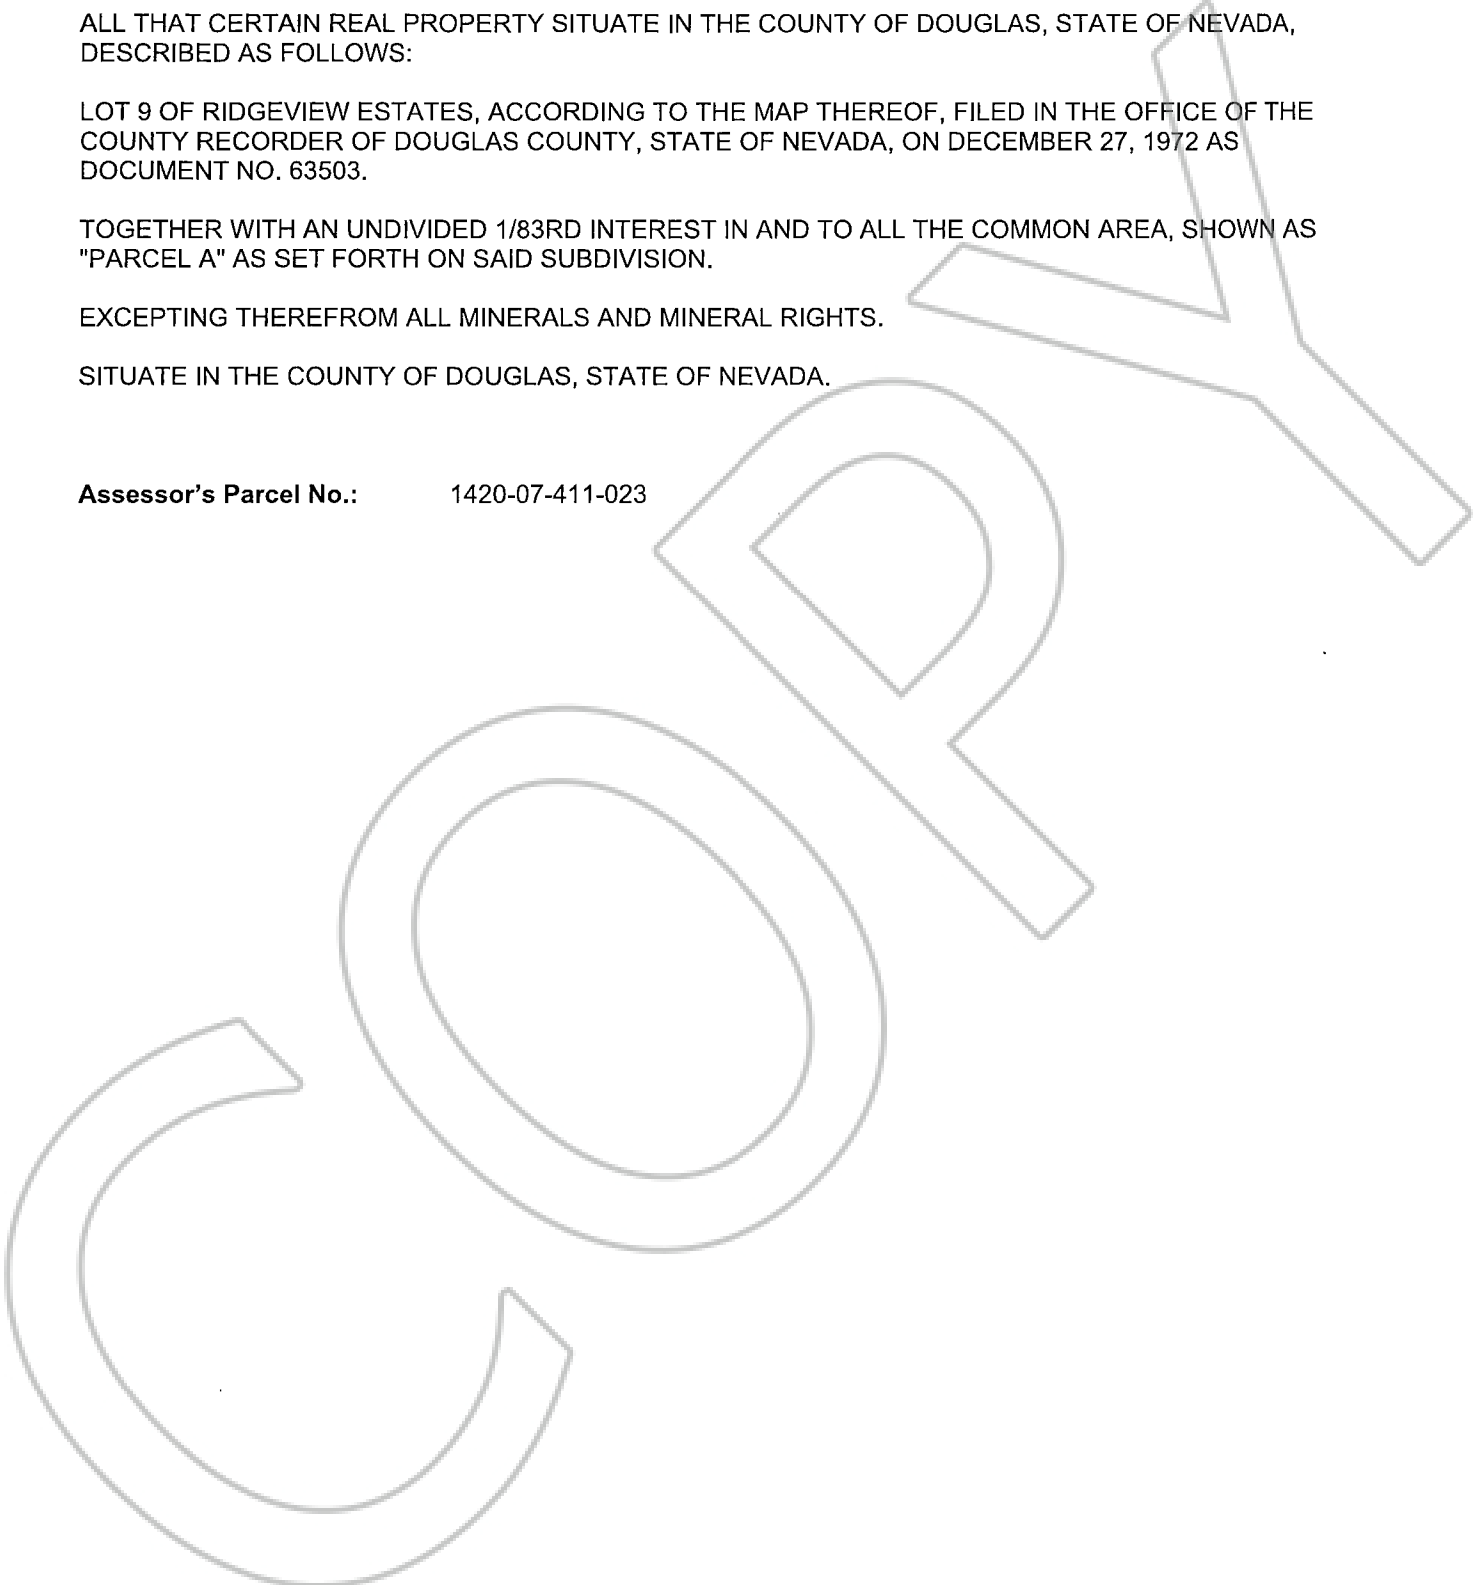 ALL THAT CERTAIN REAL PROPERTY SITUATE IN THE COUNTY OF DOUGLAS, STATE OF NEVADA,
DESCRIBED AS FOLLOWS:
LOT 9 OF RIDGEVIEW ESTATES, ACCORDING TO THE MAP THEREOF, FILED IN THE OFFICE OF THE
COUNTY RECORDER OF DOUGLAS COUNTY, STATE OF NEVADA, ON DECEMBER 27, 1972 AS
DOCUMENT NO. 63503.
TOGETHER WITH AN UNDIVIDED 1/83RD INTEREST IN AND TO ALL THE COMMON AREA, SHOWN AS
"PARCEL A" AS SET FORTH ON SAID SUBDIVISION.
EXCEPTING THEREFROM ALL MINERALS AND MINERAL RIGHTS.
SITUATE IN THE COUNTY OF DOUGLAS, STATE OF NEVADA.
Assessor's Parcel No.: 1420-07-411-023
COPY